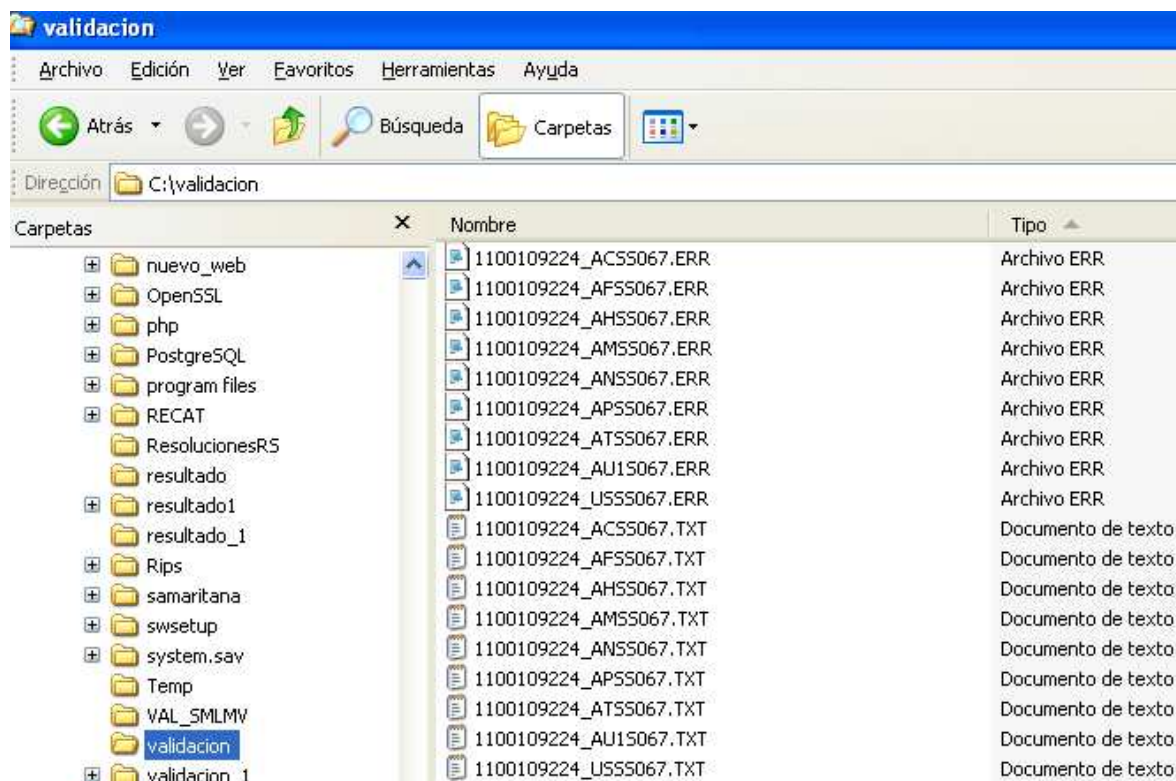 validacion
Archivo Edición Ver Favoritos Herramientas Ayuda
Atrás Búsqueda Carpetas
Dirección C:\validacion
Carpetas
nuevo_web
OpenSSL
php
PostgreSQL
program files
RECAT
ResolucionesRS
resultado
resultado1
resultado_1
Rips
samaritana
swsetup
system.sav
Temp
VAL_SMLMV
validacion
validacion_1
Nombre Tipo
1100109224_ACSS067.ERR Archivo ERR
1100109224_AFSS067.ERR Archivo ERR
1100109224_AHSS067.ERR Archivo ERR
1100109224_AMSS067.ERR Archivo ERR
1100109224_ANSS067.ERR Archivo ERR
1100109224_APSS067.ERR Archivo ERR
1100109224_ATSS067.ERR Archivo ERR
1100109224_AU1S067.ERR Archivo ERR
1100109224_USSS067.ERR Archivo ERR
1100109224_ACSS067.TXT Documento de texto
1100109224_AFSS067.TXT Documento de texto
1100109224_AHSS067.TXT Documento de texto
1100109224_AMSS067.TXT Documento de texto
1100109224_ANSS067.TXT Documento de texto
1100109224_APSS067.TXT Documento de texto
1100109224_ATSS067.TXT Documento de texto
1100109224_AU1S067.TXT Documento de texto
1100109224_USSS067.TXT Documento de texto